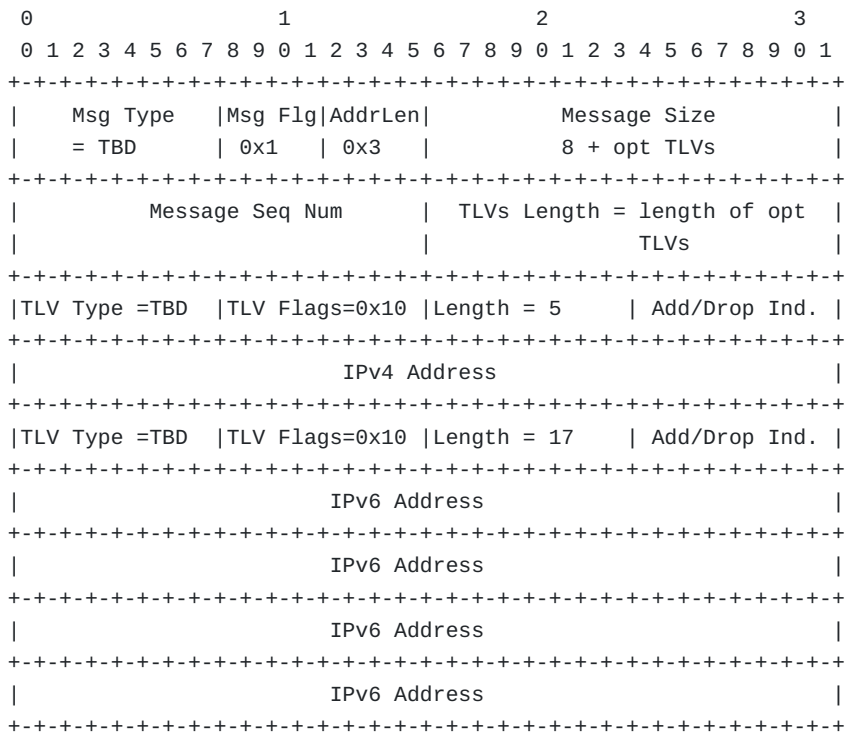 0                   1                   2                   3
 0 1 2 3 4 5 6 7 8 9 0 1 2 3 4 5 6 7 8 9 0 1 2 3 4 5 6 7 8 9 0 1
+-+-+-+-+-+-+-+-+-+-+-+-+-+-+-+-+-+-+-+-+-+-+-+-+-+-+-+-+-+-+-+-+
|    Msg Type   |Msg Flg|AddrLen|          Message Size         |
|    = TBD      | 0x1   | 0x3   |          8 + opt TLVs         |
+-+-+-+-+-+-+-+-+-+-+-+-+-+-+-+-+-+-+-+-+-+-+-+-+-+-+-+-+-+-+-+-+
|          Message Seq Num      |  TLVs Length = length of opt  |
|                               |                TLVs           |
+-+-+-+-+-+-+-+-+-+-+-+-+-+-+-+-+-+-+-+-+-+-+-+-+-+-+-+-+-+-+-+-+
|TLV Type =TBD  |TLV Flags=0x10 |Length = 5     | Add/Drop Ind. |
+-+-+-+-+-+-+-+-+-+-+-+-+-+-+-+-+-+-+-+-+-+-+-+-+-+-+-+-+-+-+-+-+
|                         IPv4 Address                          |
+-+-+-+-+-+-+-+-+-+-+-+-+-+-+-+-+-+-+-+-+-+-+-+-+-+-+-+-+-+-+-+-+
|TLV Type =TBD  |TLV Flags=0x10 |Length = 17    | Add/Drop Ind. |
+-+-+-+-+-+-+-+-+-+-+-+-+-+-+-+-+-+-+-+-+-+-+-+-+-+-+-+-+-+-+-+-+
|                        IPv6 Address                           |
+-+-+-+-+-+-+-+-+-+-+-+-+-+-+-+-+-+-+-+-+-+-+-+-+-+-+-+-+-+-+-+-+
|                        IPv6 Address                           |
+-+-+-+-+-+-+-+-+-+-+-+-+-+-+-+-+-+-+-+-+-+-+-+-+-+-+-+-+-+-+-+-+
|                        IPv6 Address                           |
+-+-+-+-+-+-+-+-+-+-+-+-+-+-+-+-+-+-+-+-+-+-+-+-+-+-+-+-+-+-+-+-+
|                        IPv6 Address                           |
+-+-+-+-+-+-+-+-+-+-+-+-+-+-+-+-+-+-+-+-+-+-+-+-+-+-+-+-+-+-+-+-+